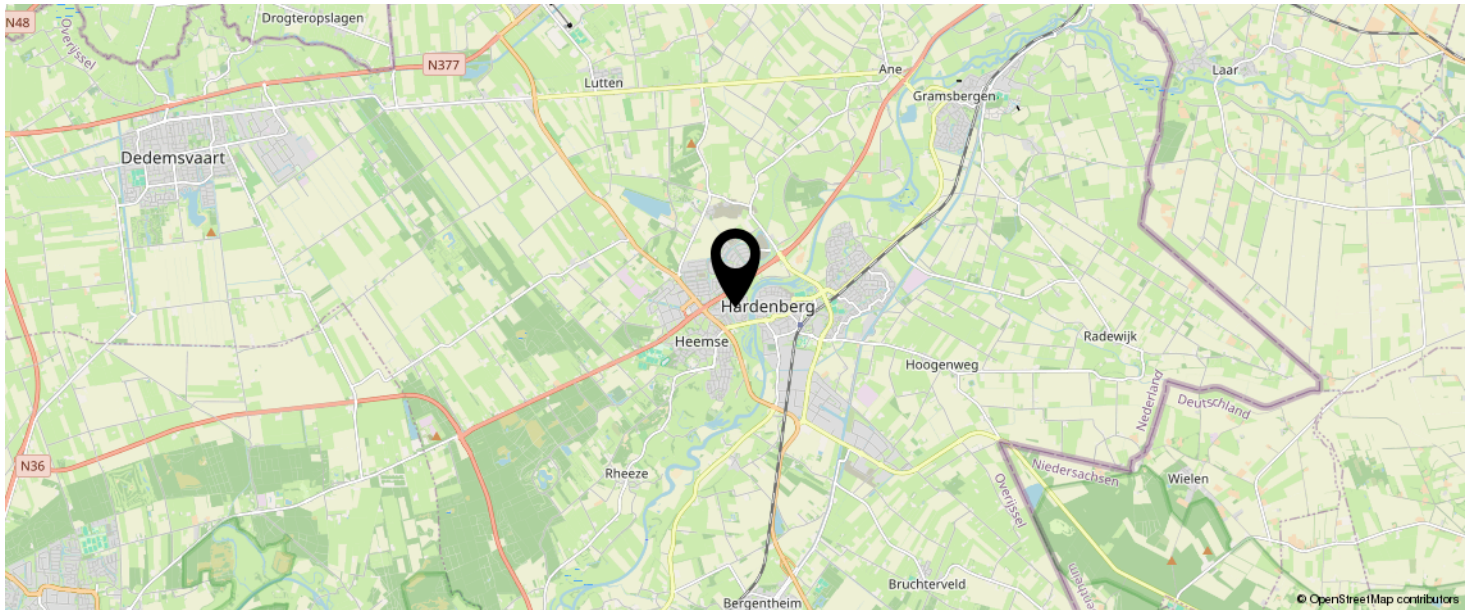 N48
Overijssel
Drogteropslagen
N377
Lutten
Ane
Gramsbergen
Laar
Dedemsvaart
Hardenberg
Heemse
Radewijk
Hoogenweg
Nederland
Deutschland
N36
Rheeze
Niedersachsen
Overijssel
Wielen
Bruchterveld
entheim
Bergentheim
© OpenStreetMap contributors